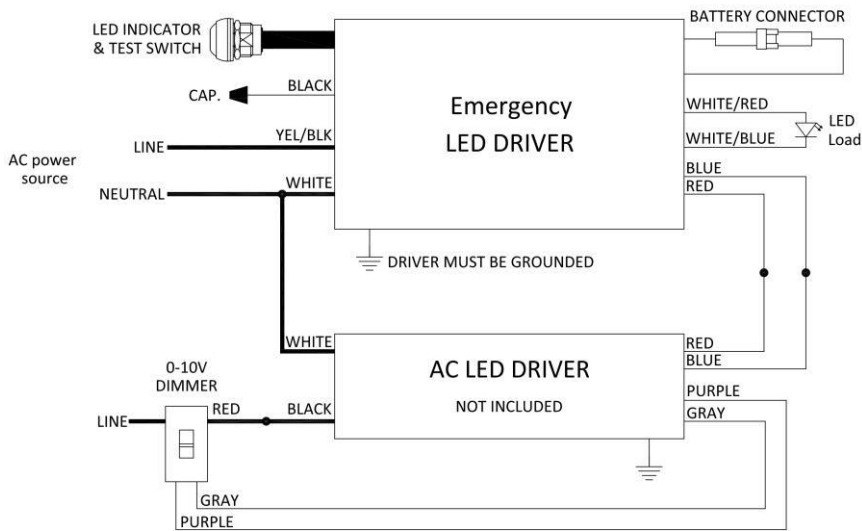 LED INDICATOR
& TEST SWITCH
BATTERY CONNECTOR
BLACK
CAP.
Emergency
LED DRIVER
WHITE/RED
LED
Load
WHITE/BLUE
YEL/BLK
LINE
AC power
source
WHITE
NEUTRAL
BLUE
RED
DRIVER MUST BE GROUNDED
WHITE
RED
BLUE
AC LED DRIVER
NOT INCLUDED
0-10V
DIMMER
PURPLE
GRAY
LINE
RED
BLACK
GRAY
PURPLE